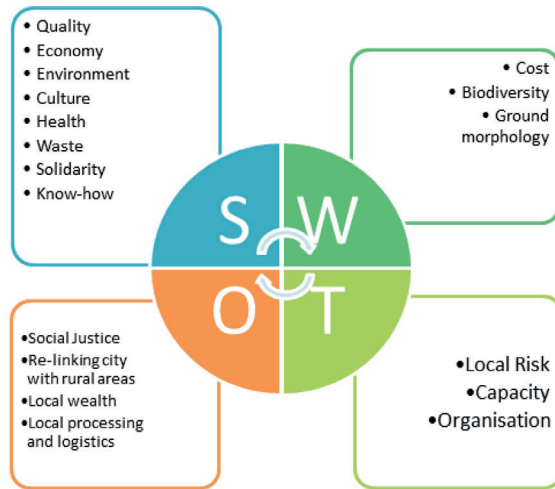 • Quality
• Economy
• Environment
• Culture
• Health
• Waste
• Solidarity
• Know-how
• Cost
• Biodiversity
• Ground
morphology
S
W
O
T
•Social Justice
•Re-linking city
with rural areas
•Local wealth
•Local processing
and logistics
•Local Risk
•Capacity
•Organisation